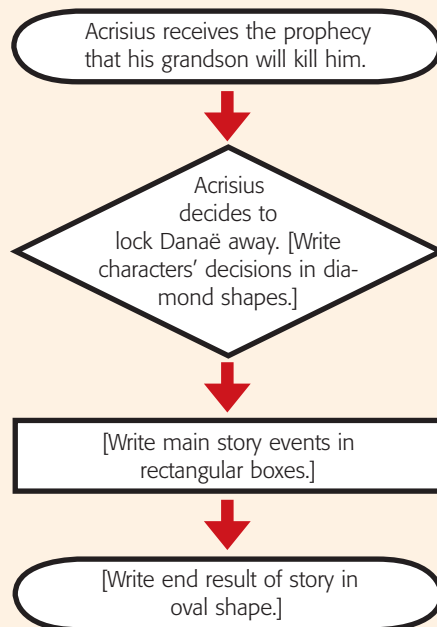 Acrisius receives the prophecy
that his grandson will kill him.
Acrisius
decides to
lock Danaë away. [Write
characters’ decisions in dia-
mond shapes.]
[Write main story events in
rectangular boxes.]
[Write end result of story in
oval shape.]